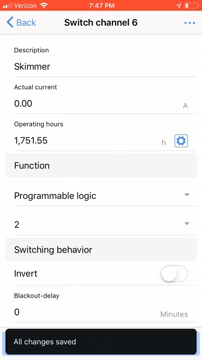 Verizon 7:47 PM
Back Switch channel 6 ...
Description
Skimmer
Actual current
0.00 A
Operating hours
1,751.55 h
Function
Programmable logic
2
Switching behavior
Invert
Blackout-delay
0 Minutes
All changes saved